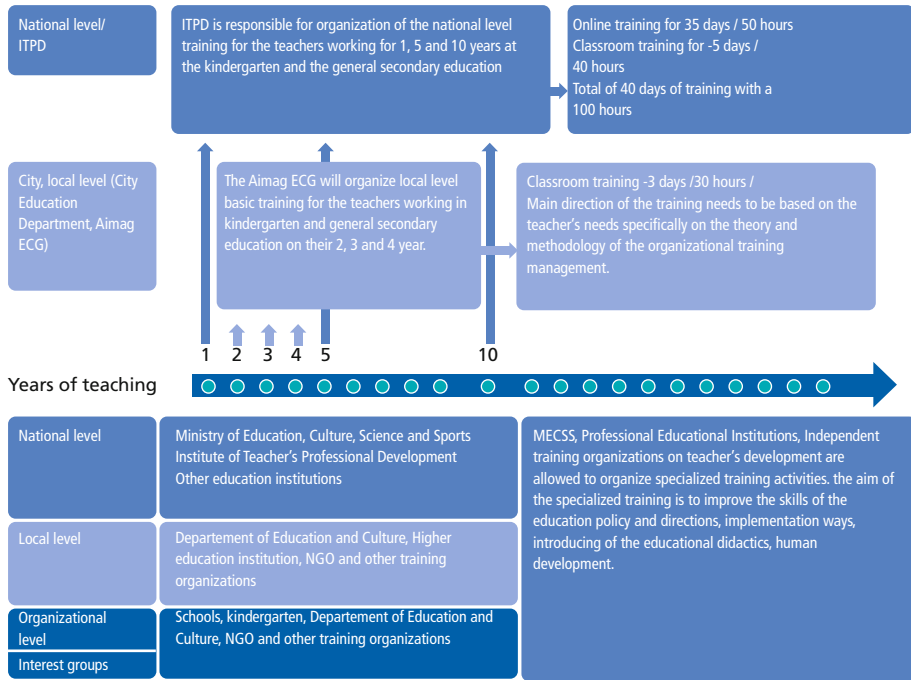 National level/
ITPD
ITPD is responsible for organization of the national level
training for the teachers working for 1, 5 and 10 years at
the kindergarten and the general secondary education
Online training for 35 days / 50 hours
Classroom training for -5 days /
40 hours
Total of 40 days of training with a
100 hours
City, local level (City
Education
Department, Aimag
ECG)
The Aimag ECG will organize local level
basic training for the teachers working in
kindergarten and general secondary
education on their 2, 3 and 4 year.
Classroom training -3 days /30 hours /
Main direction of the training needs to be based on the
teacher's needs specifically on the theory and
methodology of the organizational training
management.
1 2 3 4 5 10
Years of teaching
National level
Ministry of Education, Culture, Science and Sports
Institute of Teacher's Professional Development
Other education institutions
MECSS, Professional Educational Institutions, Independent
training organizations on teacher's development are
allowed to organize specialized training activities. the aim of
the specialized training is to improve the skills of the
education policy and directions, implementation ways,
introducing of the educational didactics, human
development.
Local level
Departement of Education and Culture, Higher
education institution, NGO and other training
organizations
Organizational
level
Interest groups
Schools, kindergarten, Departement of Education and
Culture, NGO and other training organizations